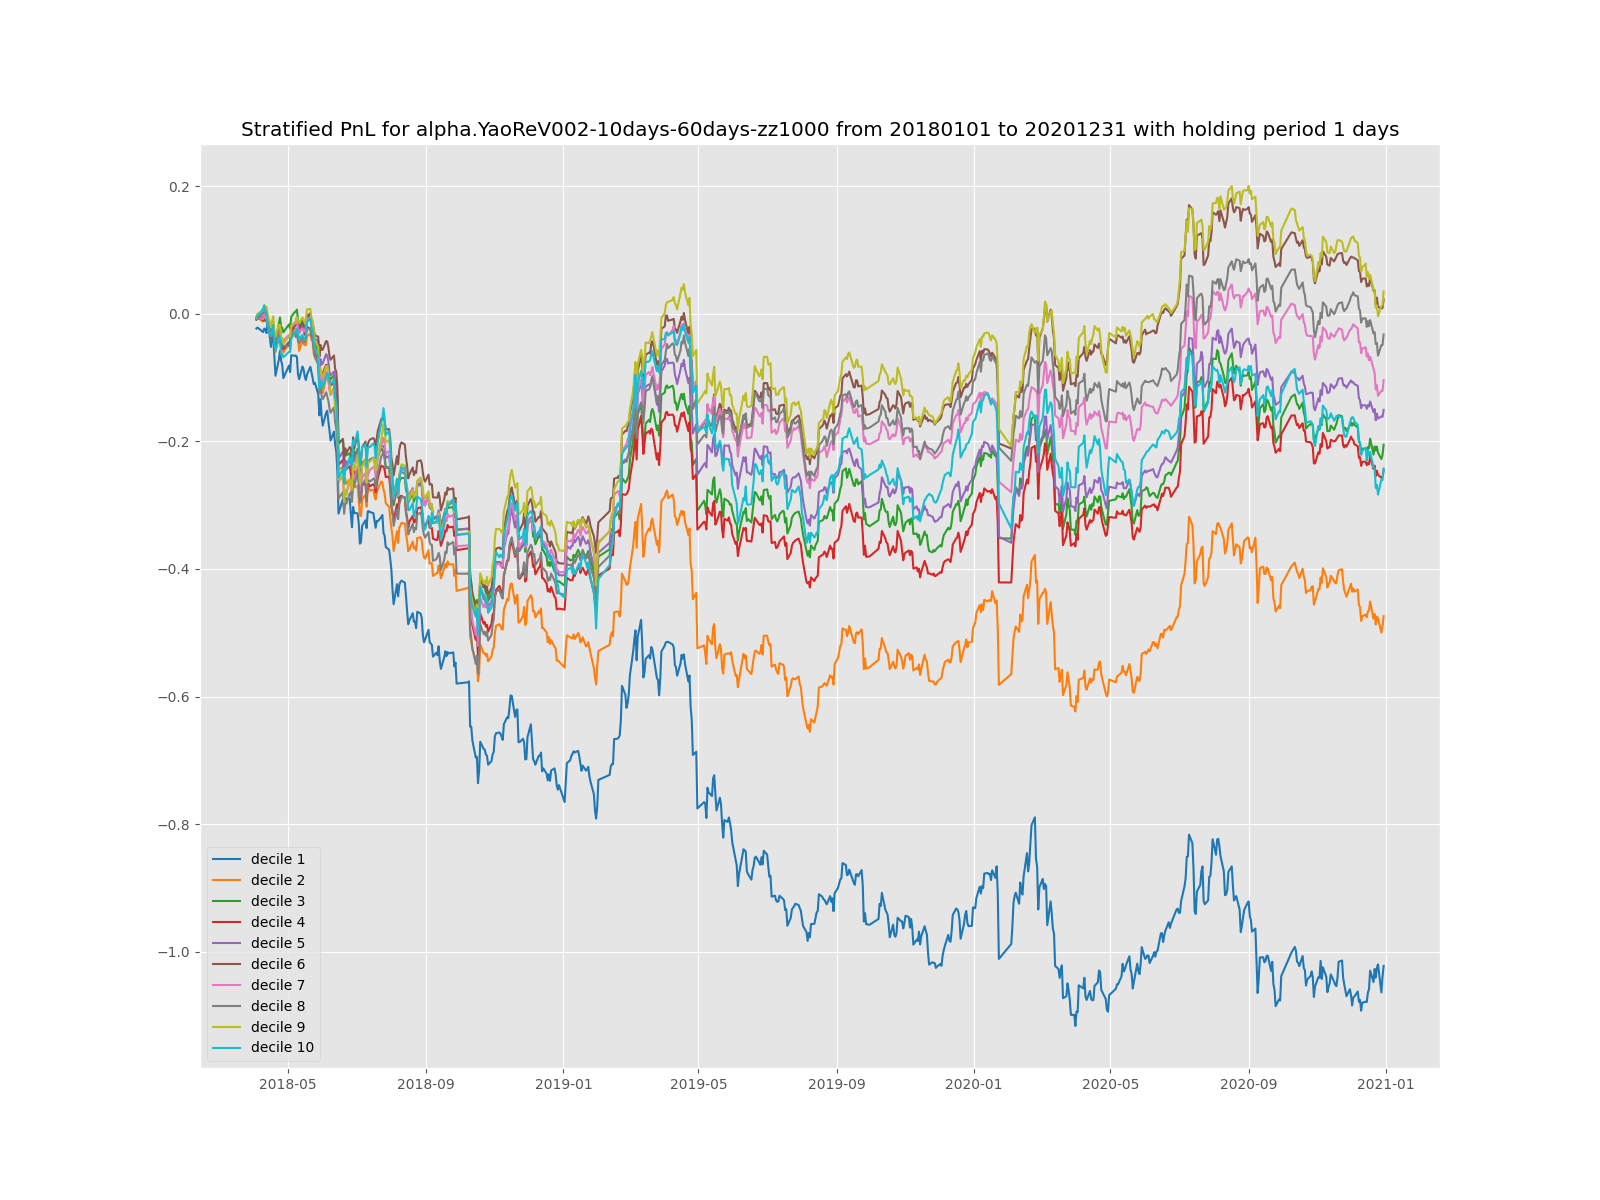 Stratified PnL for alpha.YaoReV002-10days-60days-zz1000 from 20180101 to 20201231 with holding period 1 days
0.2
0.0
−0.2
−0.4
−0.6
−0.8
−1.0
decile 1
decile 2
decile 3
decile 4
decile 5
decile 6
decile 7
decile 8
decile 9
decile 10
2018-05 2018-09 2019-01 2019-05 2019-09 2020-01 2020-05 2020-09 2021-01